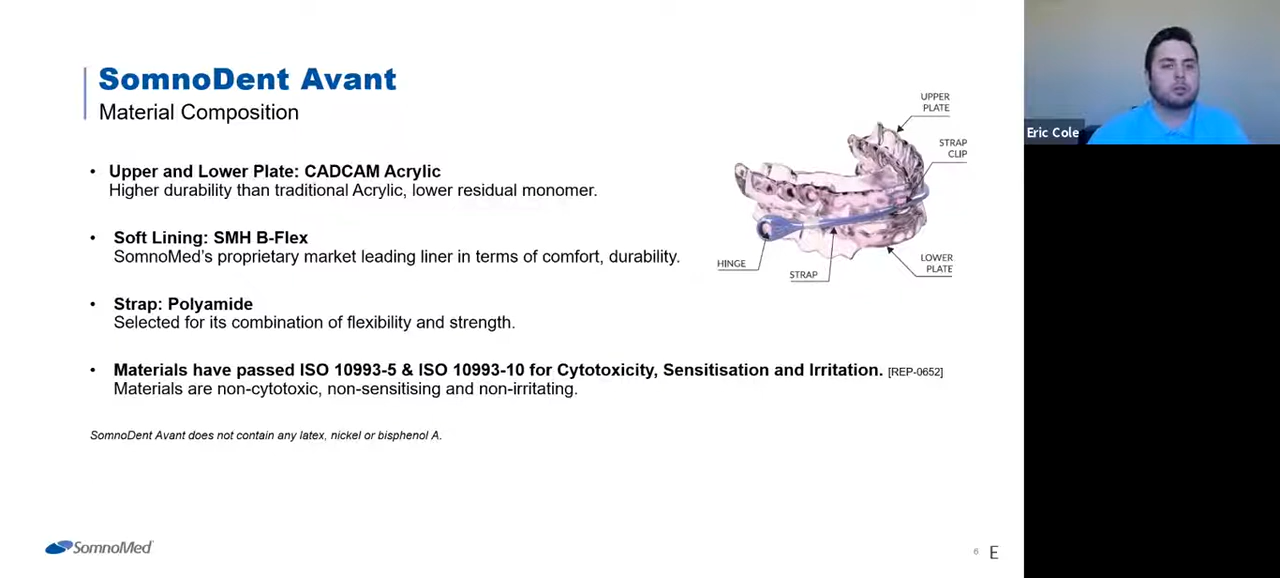 SomnoDent Avant
Material Composition
• Upper and Lower Plate: CADCAM Acrylic
Higher durability than traditional Acrylic, lower residual monomer.
• Soft Lining: SMH B-Flex
SomnoMed's proprietary market leading liner in terms of comfort, durability.
• Strap: Polyamide
Selected for its combination of flexibility and strength.
• Materials have passed ISO 10993-5 & ISO 10993-10 for Cytotoxicity, Sensitisation and Irritation. [REP-0652]
Materials are non-cytotoxic, non-sensitising and non-irritating.
SomnoDent Avant does not contain any latex, nickel or bisphenol A.
UPPER
PLATE
STRAP
CLIP
HINGE
STRAP
LOWER
PLATE
SomnoMed
6 E
Eric Cole